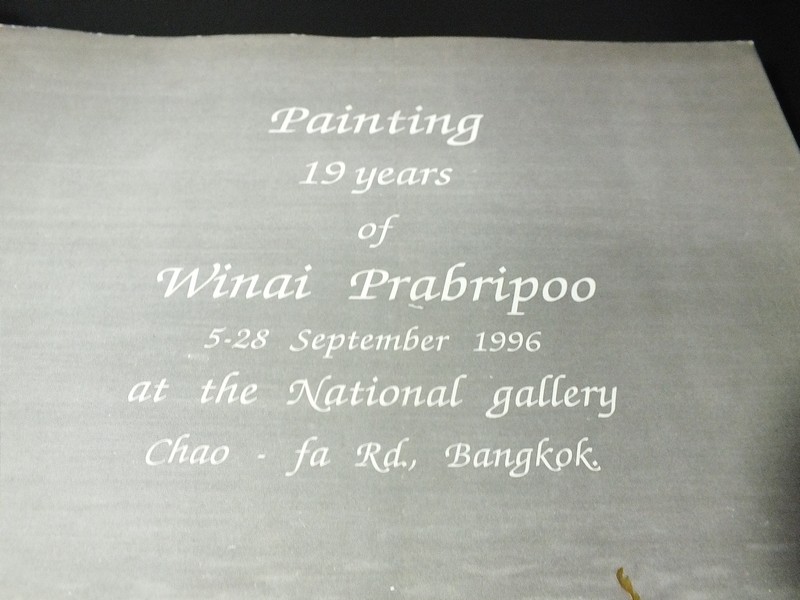 Painting
19 years
of
Winai Prabripoo
5-28 September 1996
at the National gallery
Chao - fa Rd., Bangkok.